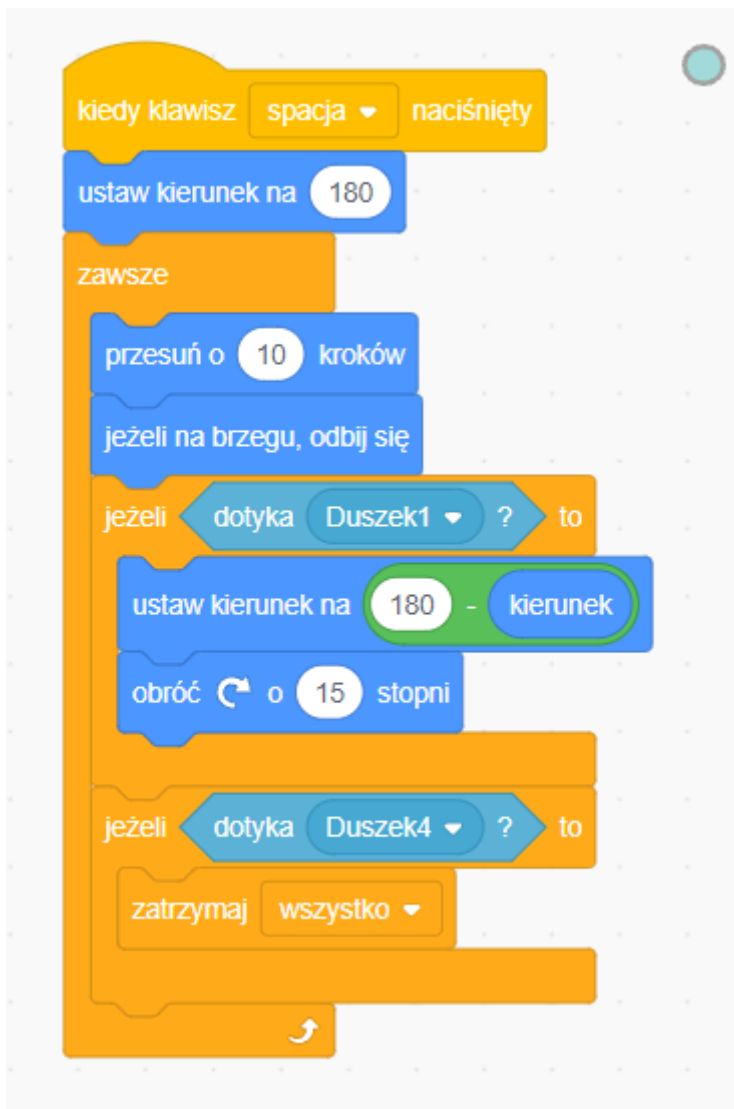 kiedy klawisz spacja naciśnięty
ustaw kierunek na 180
zawsze
przesuń o 10 kroków
jeżeli na brzegu, odbij się
jeżeli dotyka Duszek1 ? to
ustaw kierunek na 180 - kierunek
obróć o 15 stopni
jeżeli dotyka Duszek4 ? to
zatrzymaj wszystko